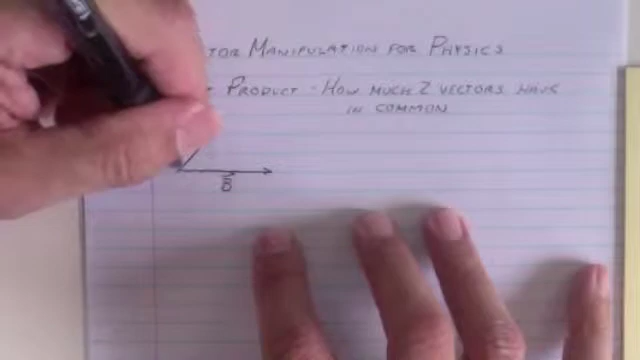 TOR MANIPULATION FOR PHYSICS
PRODUCT - HOW MUCH 2 VECTORS HAVE
IN COMMON
B